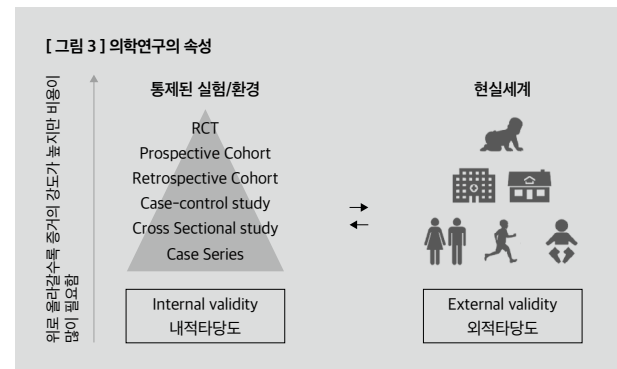 [ 그림 3 ] 의학연구의 속성
위로 올라갈수록 증거의 강도가 높지만 비용이
많이 필요함
통제된 실험/환경
RCT
Prospective Cohort
Retrospective Cohort
Case-control study
Cross Sectional study
Case Series
Internal validity
내적타당도
현실세계
External validity
외적타당도